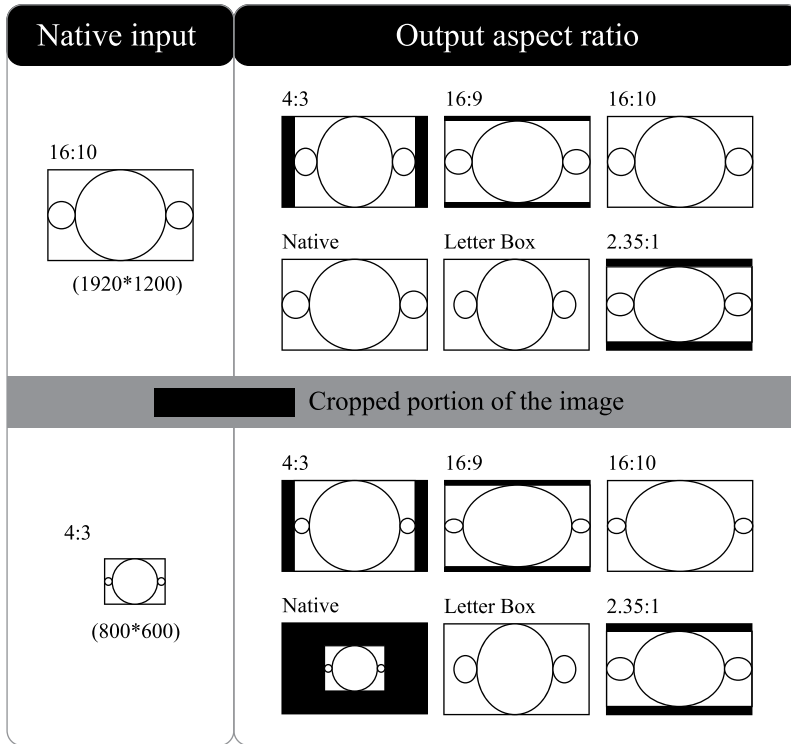 Native input
Output aspect ratio
16:10
(1920*1200)
4:3
16:9
16:10
Native
Letter Box
2.35:1
Cropped portion of the image
4:3
(800*600)
4:3
16:9
16:10
Native
Letter Box
2.35:1